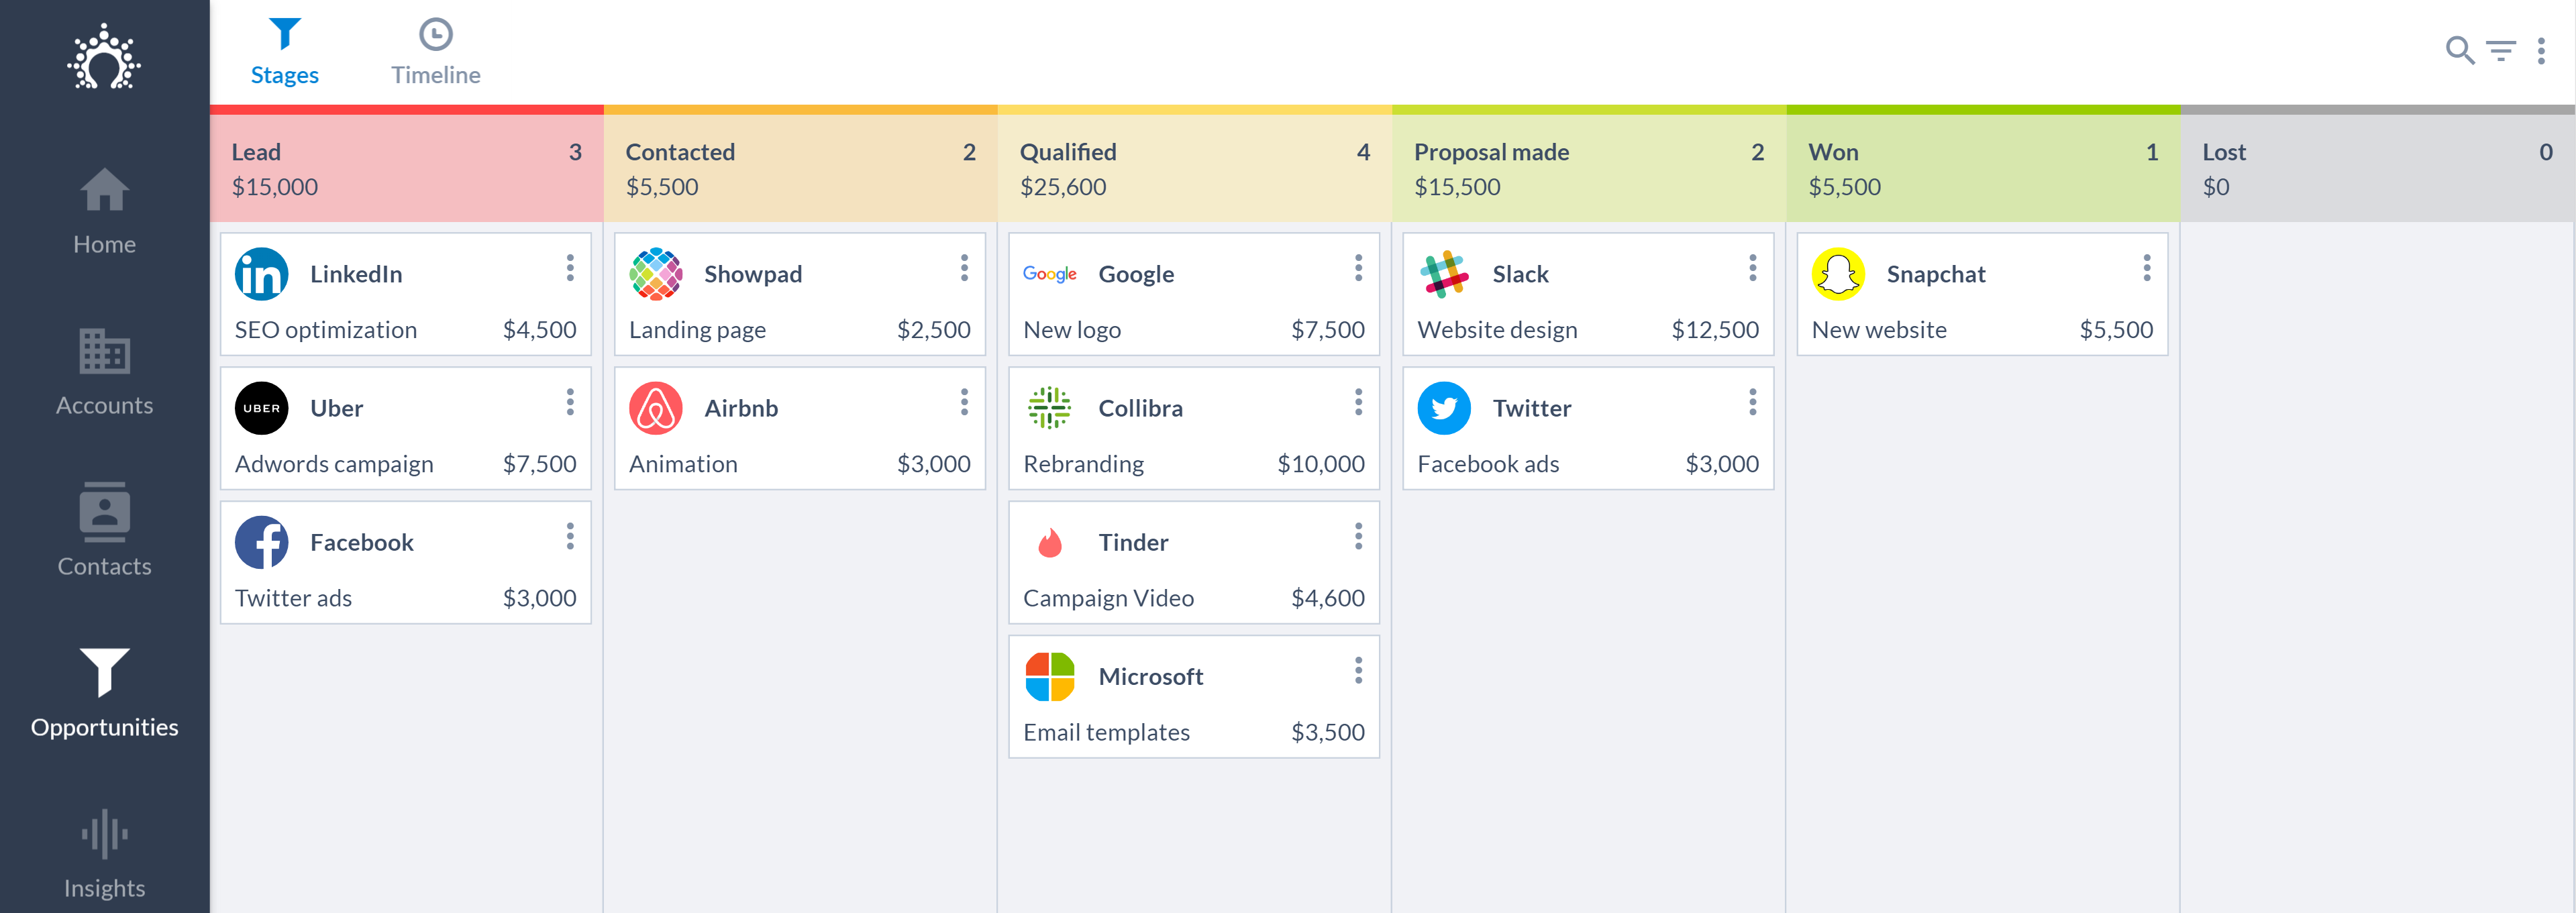 Stages
Timeline
Home
Accounts
Contacts
Opportunities
Insights
Lead 3
$15,000
in LinkedIn
SEO optimization $4,500
UBER Uber
Adwords campaign $7,500
f Facebook
Twitter ads $3,000
Contacted 2
$5,500
Showpad
Landing page $2,500
Airbnb
Animation $3,000
Qualified 4
$25,600
Google Google
New logo $7,500
Collibra
Rebranding $10,000
Tinder
Campaign Video $4,600
Microsoft
Email templates $3,500
Proposal made 2
$15,500
Slack
Website design $12,500
Twitter
Facebook ads $3,000
Won 1
$5,500
Snapchat
New website $5,500
Lost 0
$0